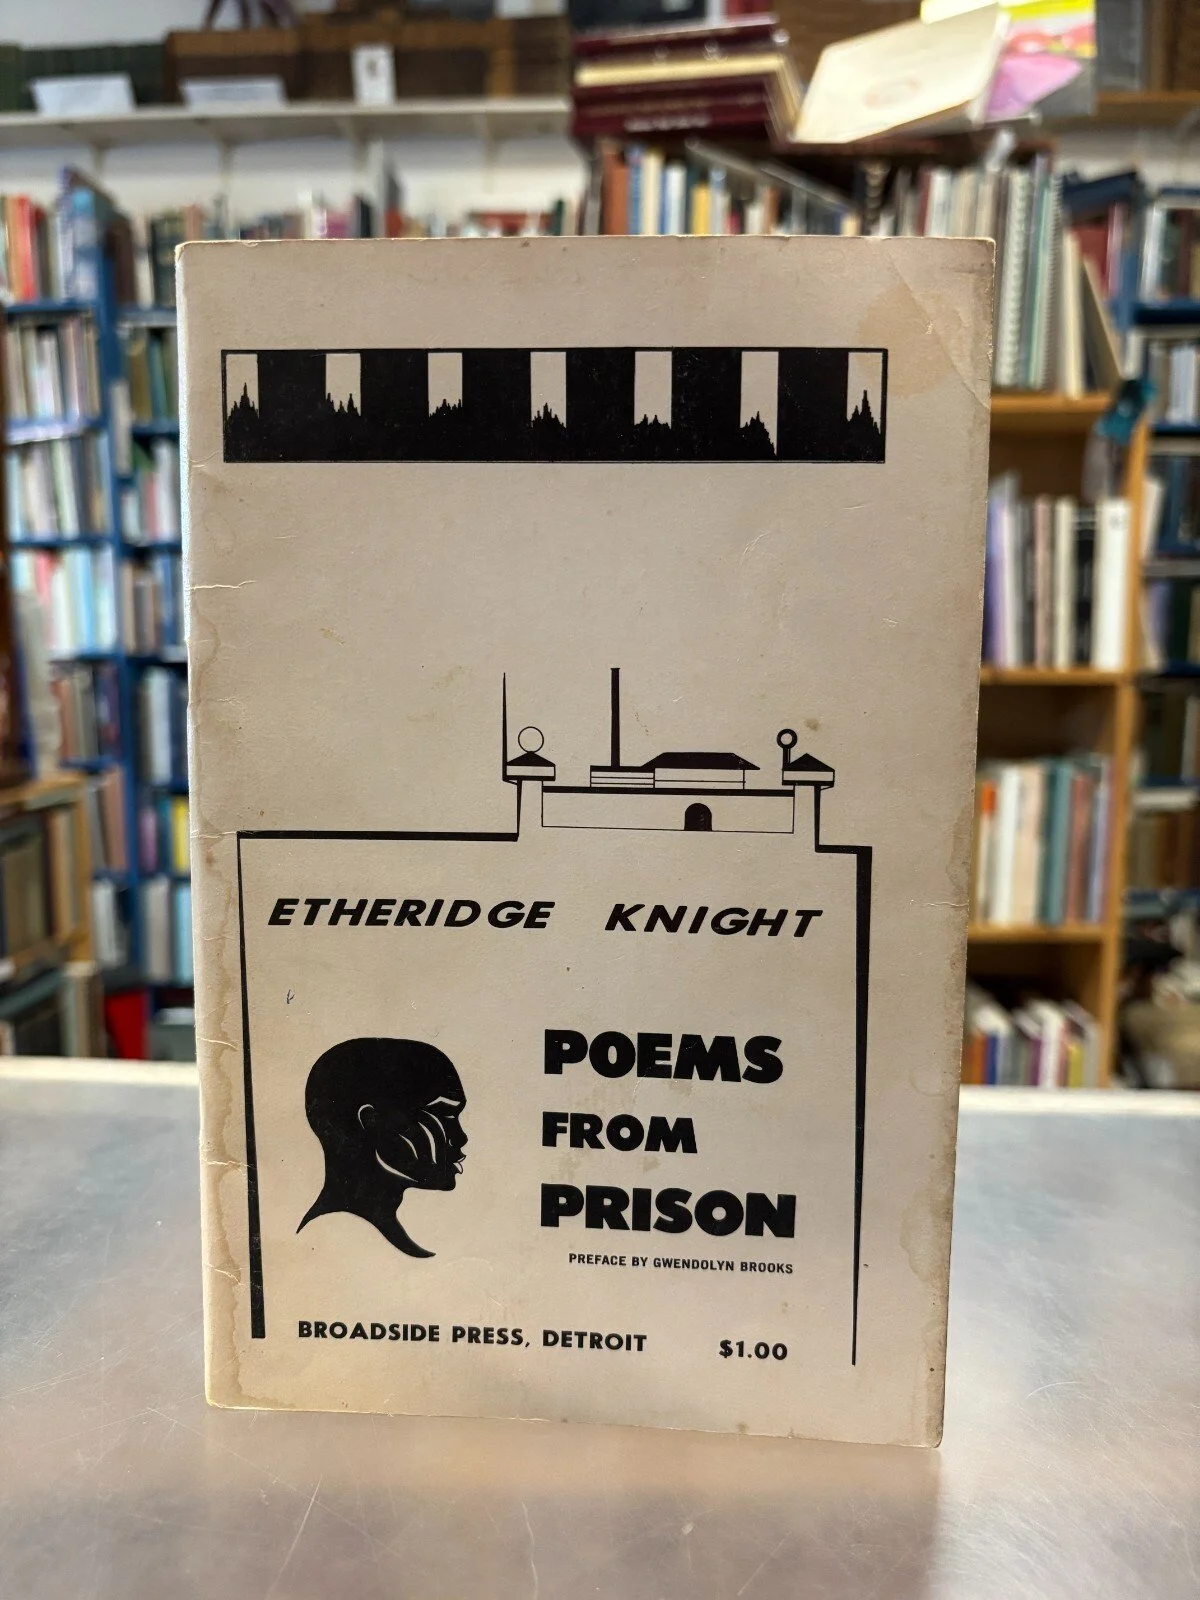 ETHERIDGE KNIGHT
POEMS
FROM
PRISON
PREFACE BY GWENDOLYN BROOKS
BROADSIDE PRESS, DETROIT $1.00